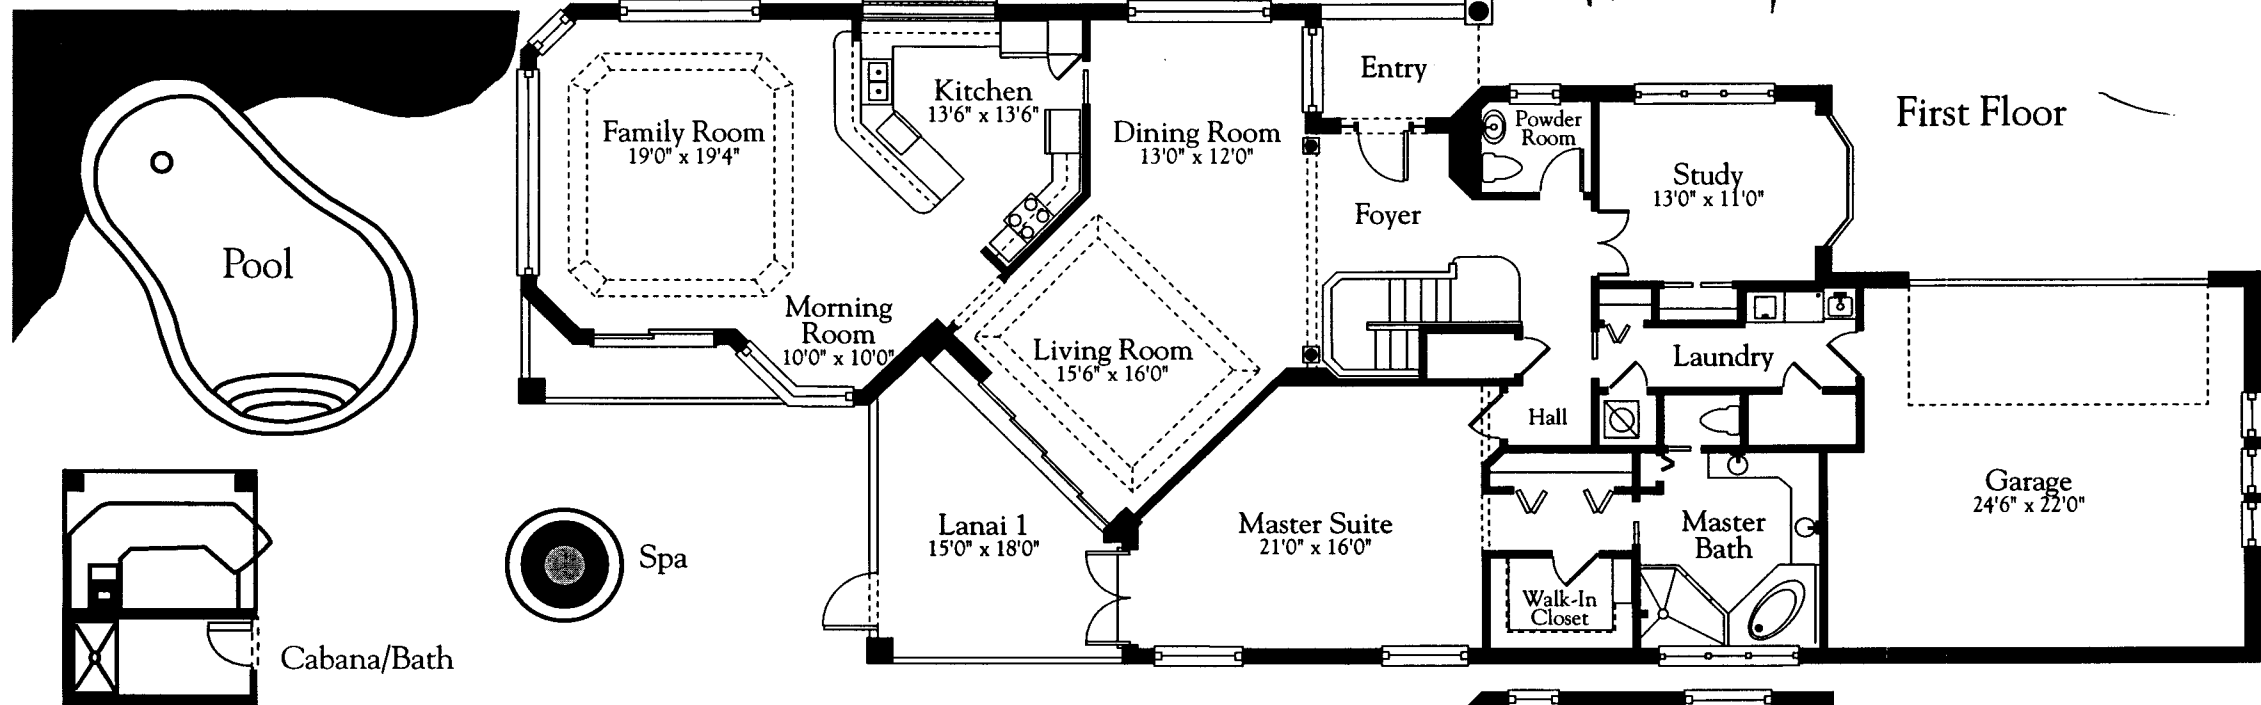 Entry
First Floor
Kitchen
13'6" x 13'6"
Family Room
19'0" x 19'4"
Dining Room
13'0" x 12'0"
Powder
Room
Study
13'0" x 11'0"
Foyer
Pool
Morning
Room
10'0" x 10'0"
Living Room
15'6" x 16'0"
Laundry
Hall
Garage
24'6" x 22'0"
Lanai 1
15'0" x 18'0"
Master Suite
21'0" x 16'0"
Master
Bath
Spa
Walk-In
Closet
Cabana/Bath